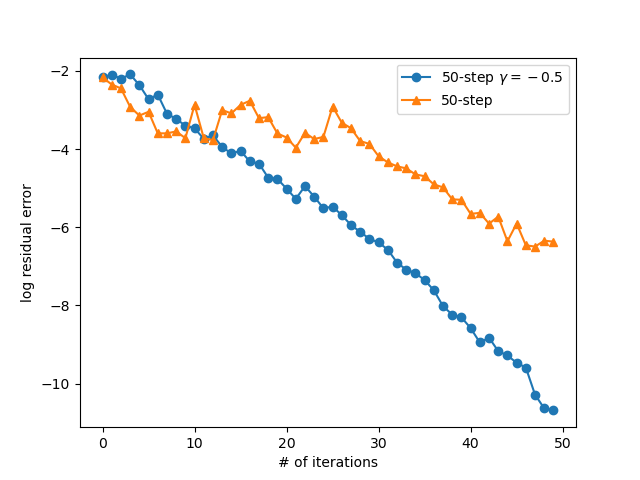 50-step γ = −0.5
50-step
−2
−4
−6
−8
−10
log residual error
0 10 20 30 40 50
# of iterations